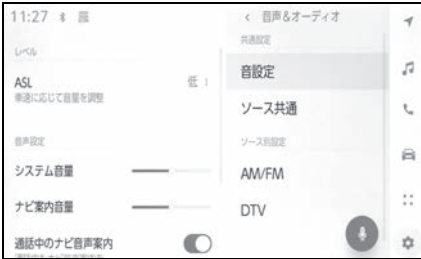 11:27
レベル
ASL
低
車速に応じて音量を調整
音声設定
システム音量
ナビ案内音量
通話中のナビ音声案内
音声&オーディオ
共通設定
音設定
ソース共通
ソース別設定
AM/FM
DTV